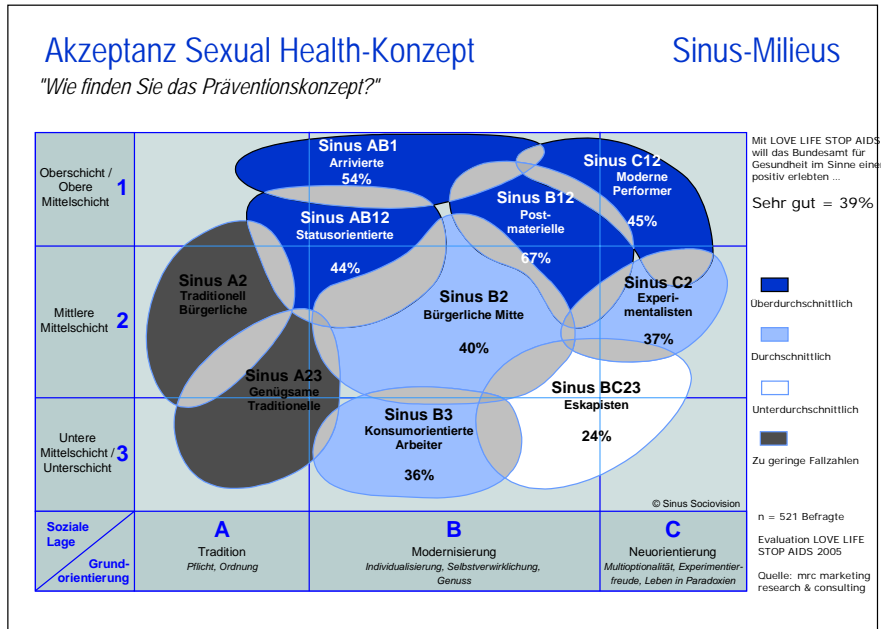 Akzeptanz Sexual Health-Konzept
Sinus-Milieus
"Wie finden Sie das Präventionskonzept?"
Oberschicht /
Obere
Mittelschicht
1
Mittlere
Mittelschicht
2
Untere
Mittelschicht /
Unterschicht
3
Sinus AB1
Arrivierte
54%
Sinus C12
Moderne
Performer
45%
Sinus AB12
Statusorientierte
44%
Sinus B12
Post-
materielle
67%
Sinus A2
Traditionell
Bürgerliche
Sinus B2
Bürgerliche Mitte
40%
Sinus C2
Experi-
mentalisten
37%
Sinus A23
Genügsame
Traditionelle
Sinus B3
Konsumorientierte
Arbeiter
36%
Sinus BC23
Eskapisten
24%
© Sinus Sociovision
Soziale
Lage
Grund-
orientierung
A
Tradition
Pflicht, Ordnung
B
Modernisierung
Individualisierung, Selbstverwirklichung,
Genuss
C
Neuorientierung
Multioptionalität, Experimentier-
freude, Leben in Paradoxien
Mit LOVE LIFE STOP AIDS
will das Bundesamt für
Gesundheit im Sinne einer
positiv erlebten ...
Sehr gut = 39%
Überdurchschnittlich
Durchschnittlich
Unterdurchschnittlich
Zu geringe Fallzahlen
n = 521 Befragte
Evaluation LOVE LIFE
STOP AIDS 2005
Quelle: mrc marketing
research & consulting